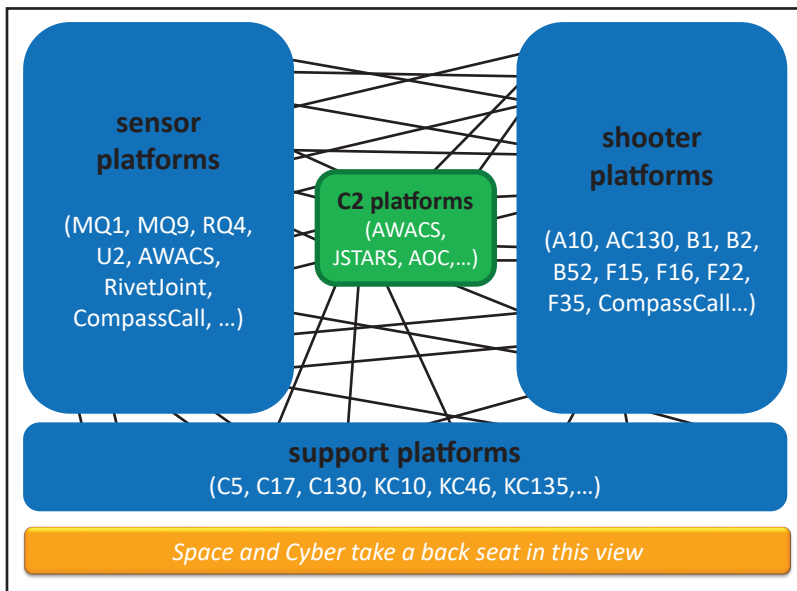 sensor
platforms
(MQ1, MQ9, RQ4,
U2, AWACS,
RivetJoint,
CompassCall, ...)
C2 platforms
(AWACS,
JSTARS, AOC,...)
shooter
platforms
(A10, AC130, B1, B2,
B52, F15, F16, F22,
F35, CompassCall...)
support platforms
(C5, C17, C130, KC10, KC46, KC135,...)
Space and Cyber take a back seat in this view